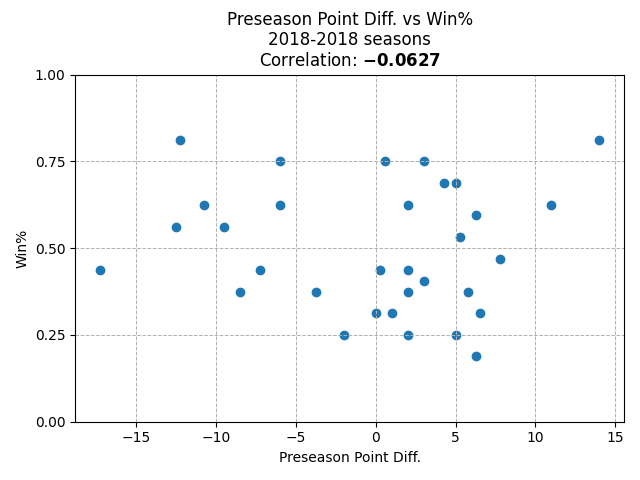 Preseason Point Diff. vs Win%
2018-2018 seasons
Correlation: −0.0627
1.00
0.75
0.50
0.25
0.00
Win%
−15 −10 −5 0 5 10 15
Preseason Point Diff.